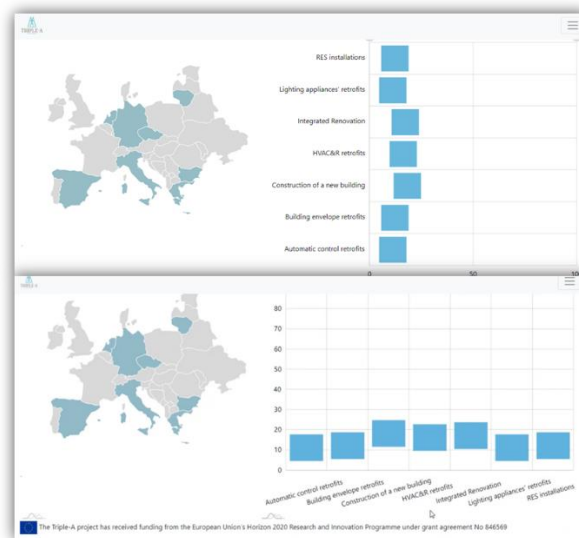 TRIPLE-A
RES installations
Lighting appliances' retrofits
Integrated Renovation
HVAC&R retrofits
Construction of a new building
Building envelope retrofits
Automatic control retrofits
0
50
100
80
70
60
50
40
30
20
10
0
Automatic control retrofits
Building envelope retrofits
Construction of a new building
HVAC&R retrofits
Integrated Renovation
Lighting appliances' retrofits
RES installations
The Triple-A project has received funding from the European Union's Horizon 2020 Research and Innovation Programme under grant agreement No 846569